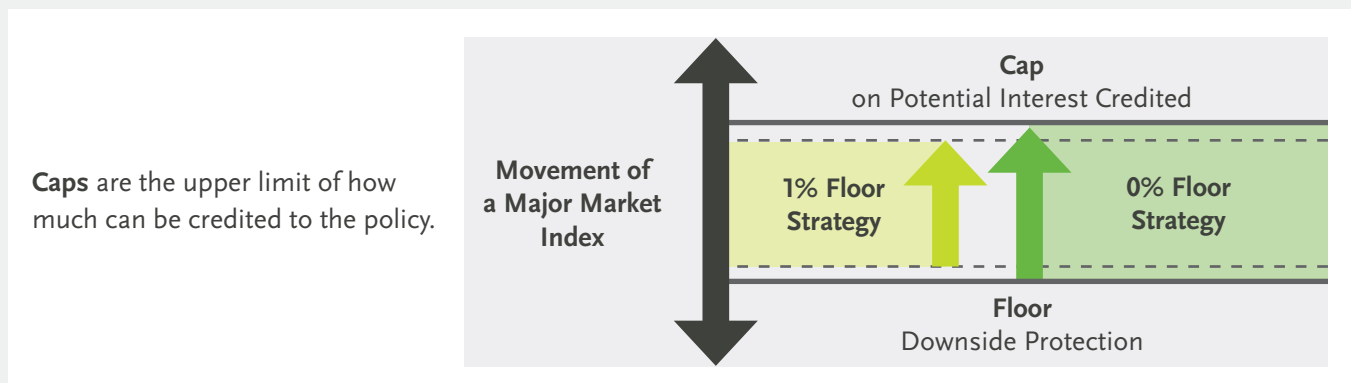 Caps are the upper limit of how
much can be credited to the policy.
Movement of
a Major Market
Index
Cap
on Potential Interest Credited
1% Floor
Strategy
0% Floor
Strategy
Floor
Downside Protection